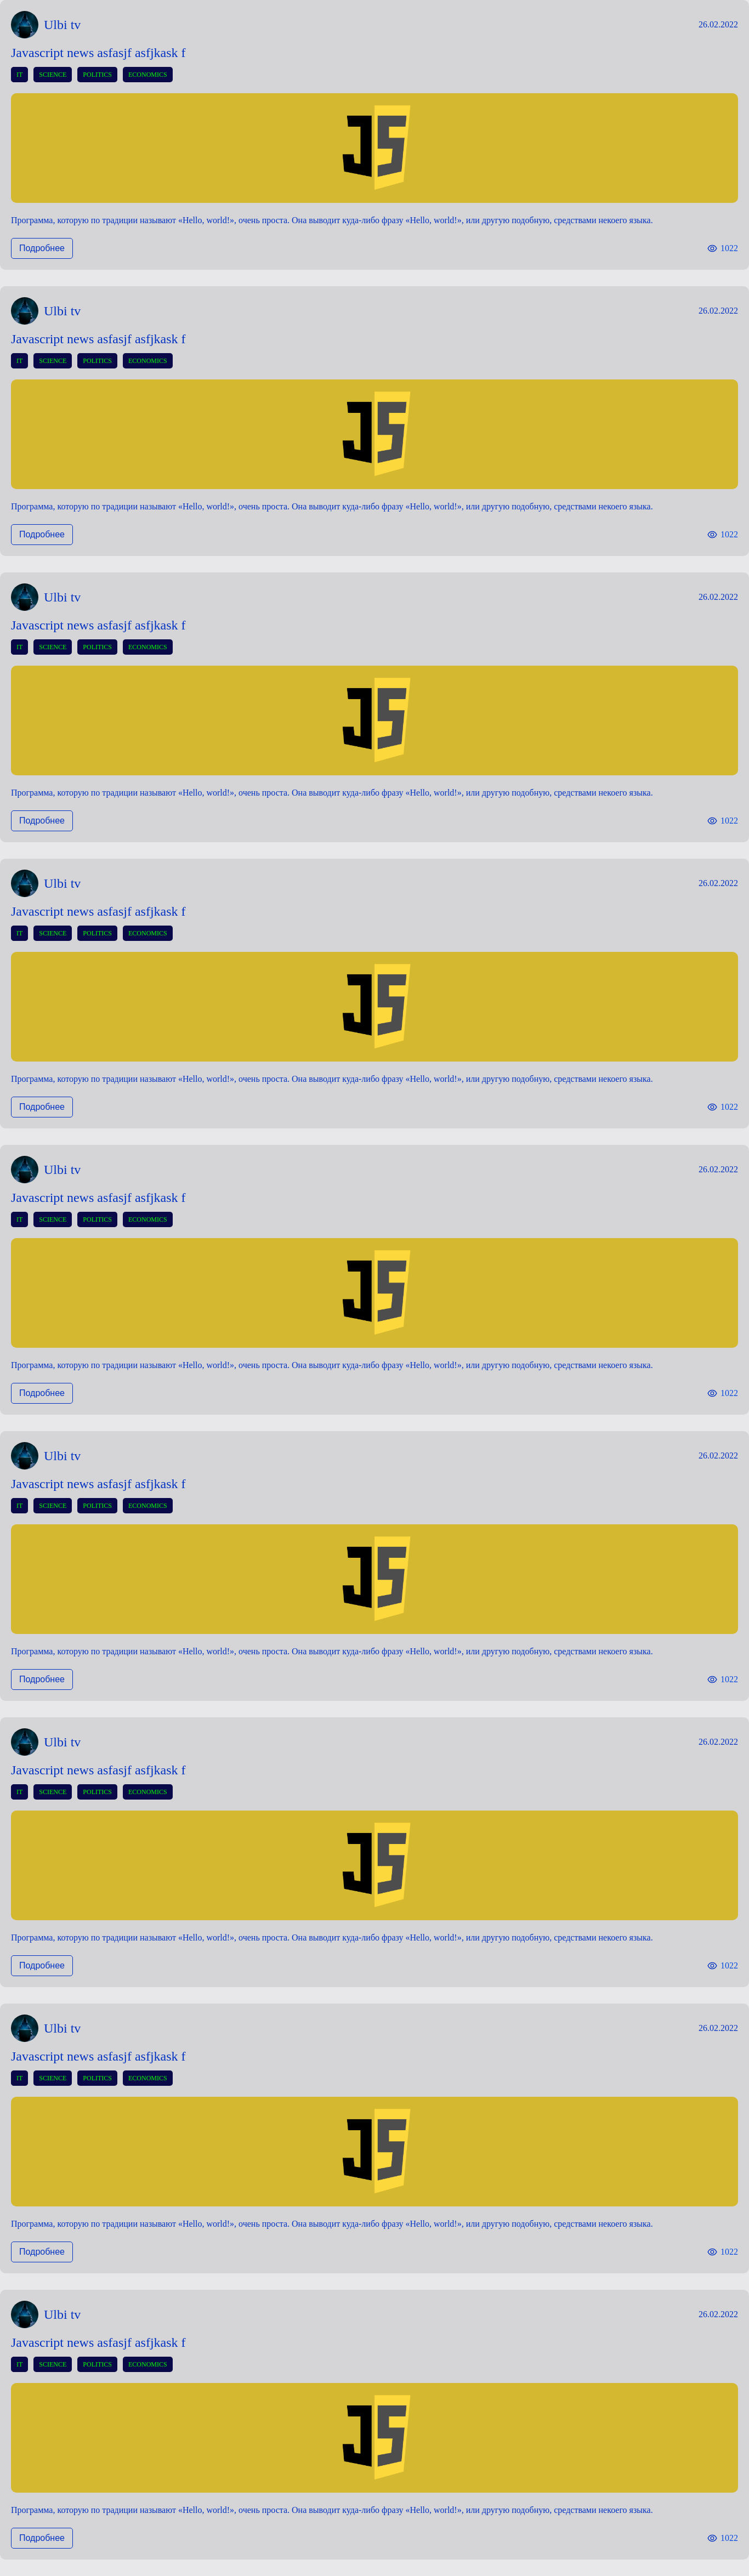 Ulbi tv 26.02.2022
Javascript news asfasjf asfjkask f
IT SCIENCE POLITICS ECONOMICS
JS
Программа, которую по традиции называют «Hello, world!», очень проста. Она выводит куда-либо фразу «Hello, world!», или другую подобную, средствами некоего языка.
Подробнее 1022
Ulbi tv 26.02.2022
Javascript news asfasjf asfjkask f
IT SCIENCE POLITICS ECONOMICS
JS
Программа, которую по традиции называют «Hello, world!», очень проста. Она выводит куда-либо фразу «Hello, world!», или другую подобную, средствами некоего языка.
Подробнее 1022
Ulbi tv 26.02.2022
Javascript news asfasjf asfjkask f
IT SCIENCE POLITICS ECONOMICS
JS
Программа, которую по традиции называют «Hello, world!», очень проста. Она выводит куда-либо фразу «Hello, world!», или другую подобную, средствами некоего языка.
Подробнее 1022
Ulbi tv 26.02.2022
Javascript news asfasjf asfjkask f
IT SCIENCE POLITICS ECONOMICS
JS
Программа, которую по традиции называют «Hello, world!», очень проста. Она выводит куда-либо фразу «Hello, world!», или другую подобную, средствами некоего языка.
Подробнее 1022
Ulbi tv 26.02.2022
Javascript news asfasjf asfjkask f
IT SCIENCE POLITICS ECONOMICS
JS
Программа, которую по традиции называют «Hello, world!», очень проста. Она выводит куда-либо фразу «Hello, world!», или другую подобную, средствами некоего языка.
Подробнее 1022
Ulbi tv 26.02.2022
Javascript news asfasjf asfjkask f
IT SCIENCE POLITICS ECONOMICS
JS
Программа, которую по традиции называют «Hello, world!», очень проста. Она выводит куда-либо фразу «Hello, world!», или другую подобную, средствами некоего языка.
Подробнее 1022
Ulbi tv 26.02.2022
Javascript news asfasjf asfjkask f
IT SCIENCE POLITICS ECONOMICS
JS
Программа, которую по традиции называют «Hello, world!», очень проста. Она выводит куда-либо фразу «Hello, world!», или другую подобную, средствами некоего языка.
Подробнее 1022
Ulbi tv 26.02.2022
Javascript news asfasjf asfjkask f
IT SCIENCE POLITICS ECONOMICS
JS
Программа, которую по традиции называют «Hello, world!», очень проста. Она выводит куда-либо фразу «Hello, world!», или другую подобную, средствами некоего языка.
Подробнее 1022
Ulbi tv 26.02.2022
Javascript news asfasjf asfjkask f
IT SCIENCE POLITICS ECONOMICS
JS
Программа, которую по традиции называют «Hello, world!», очень проста. Она выводит куда-либо фразу «Hello, world!», или другую подобную, средствами некоего языка.
Подробнее 1022